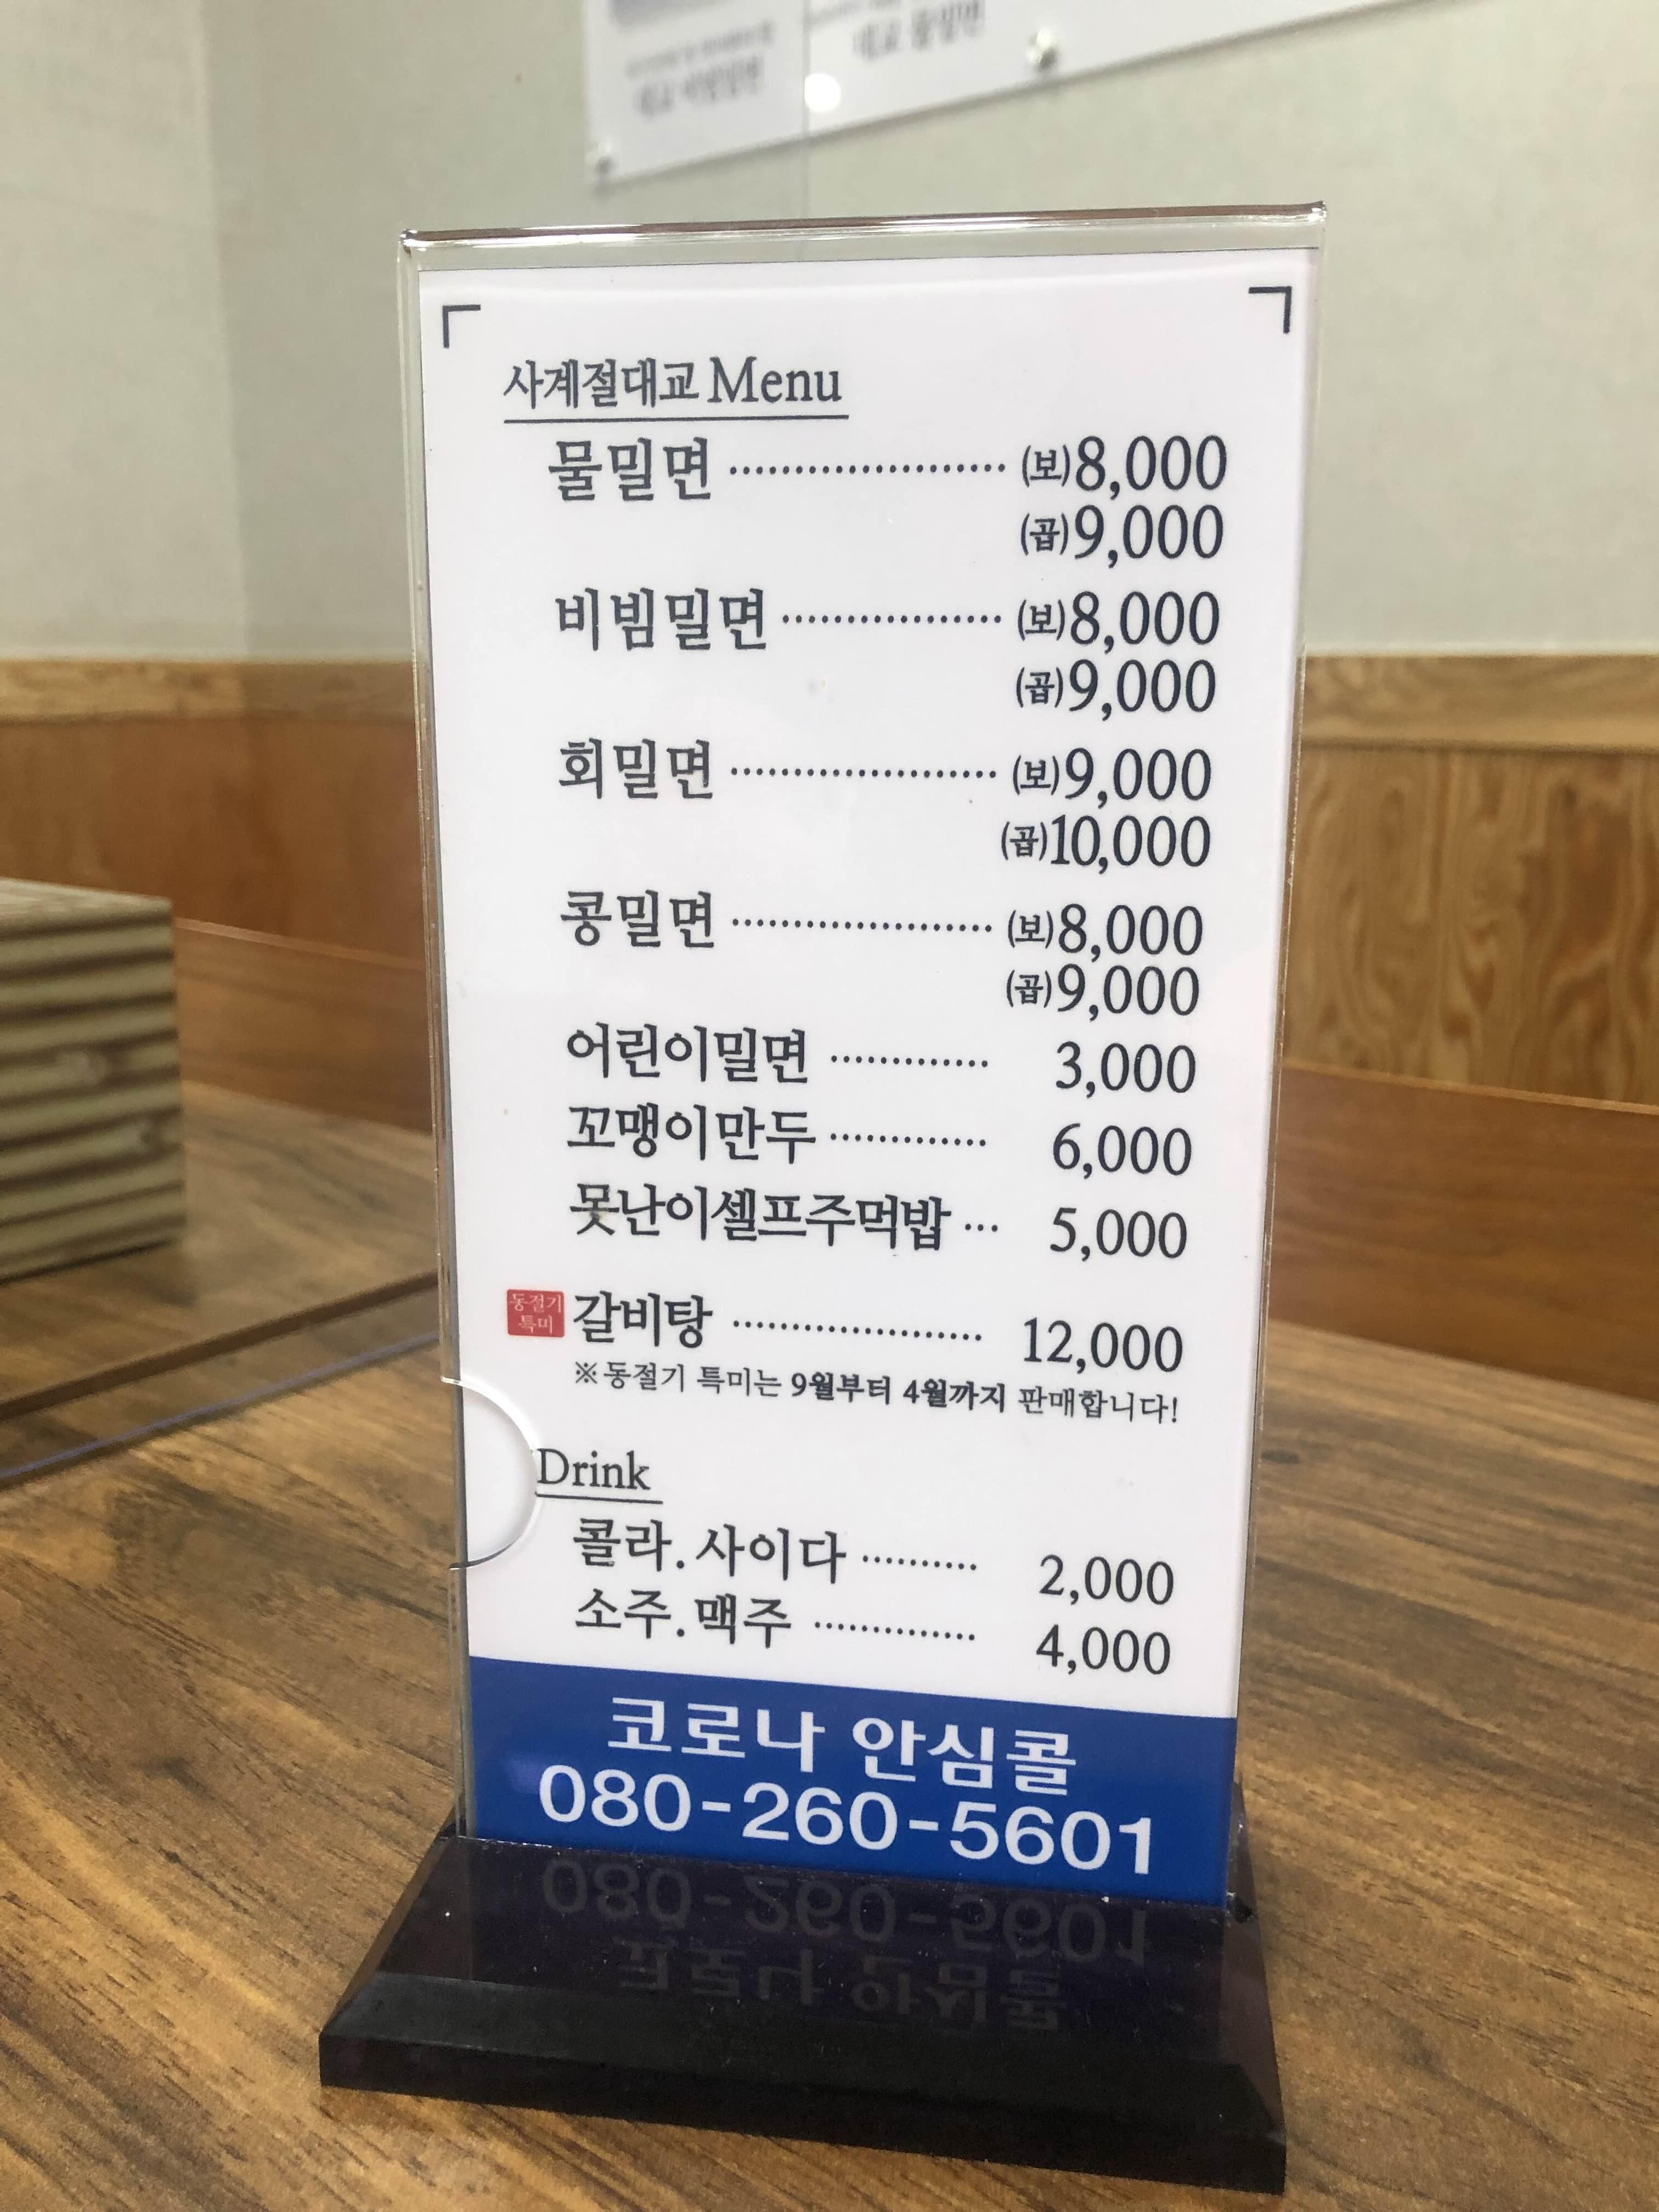 사계절대교 Menu
물밀면 (보)8,000
(곱)9,000
비빔밀면 (보)8,000
(곱)9,000
회밀면 (보)9,000
(곱)10,000
콩밀면 (보)8,000
(곱)9,000
어린이밀면 3,000
꼬맹이만두 6,000
못난이셀프주먹밥 5,000
동절기
특미
갈비탕 12,000
※동절기 특미는 9월부터 4월까지 판매합니다!
Drink
콜라.사이다 2,000
소주.맥주 4,000
코로나 안심콜
080-260-5601